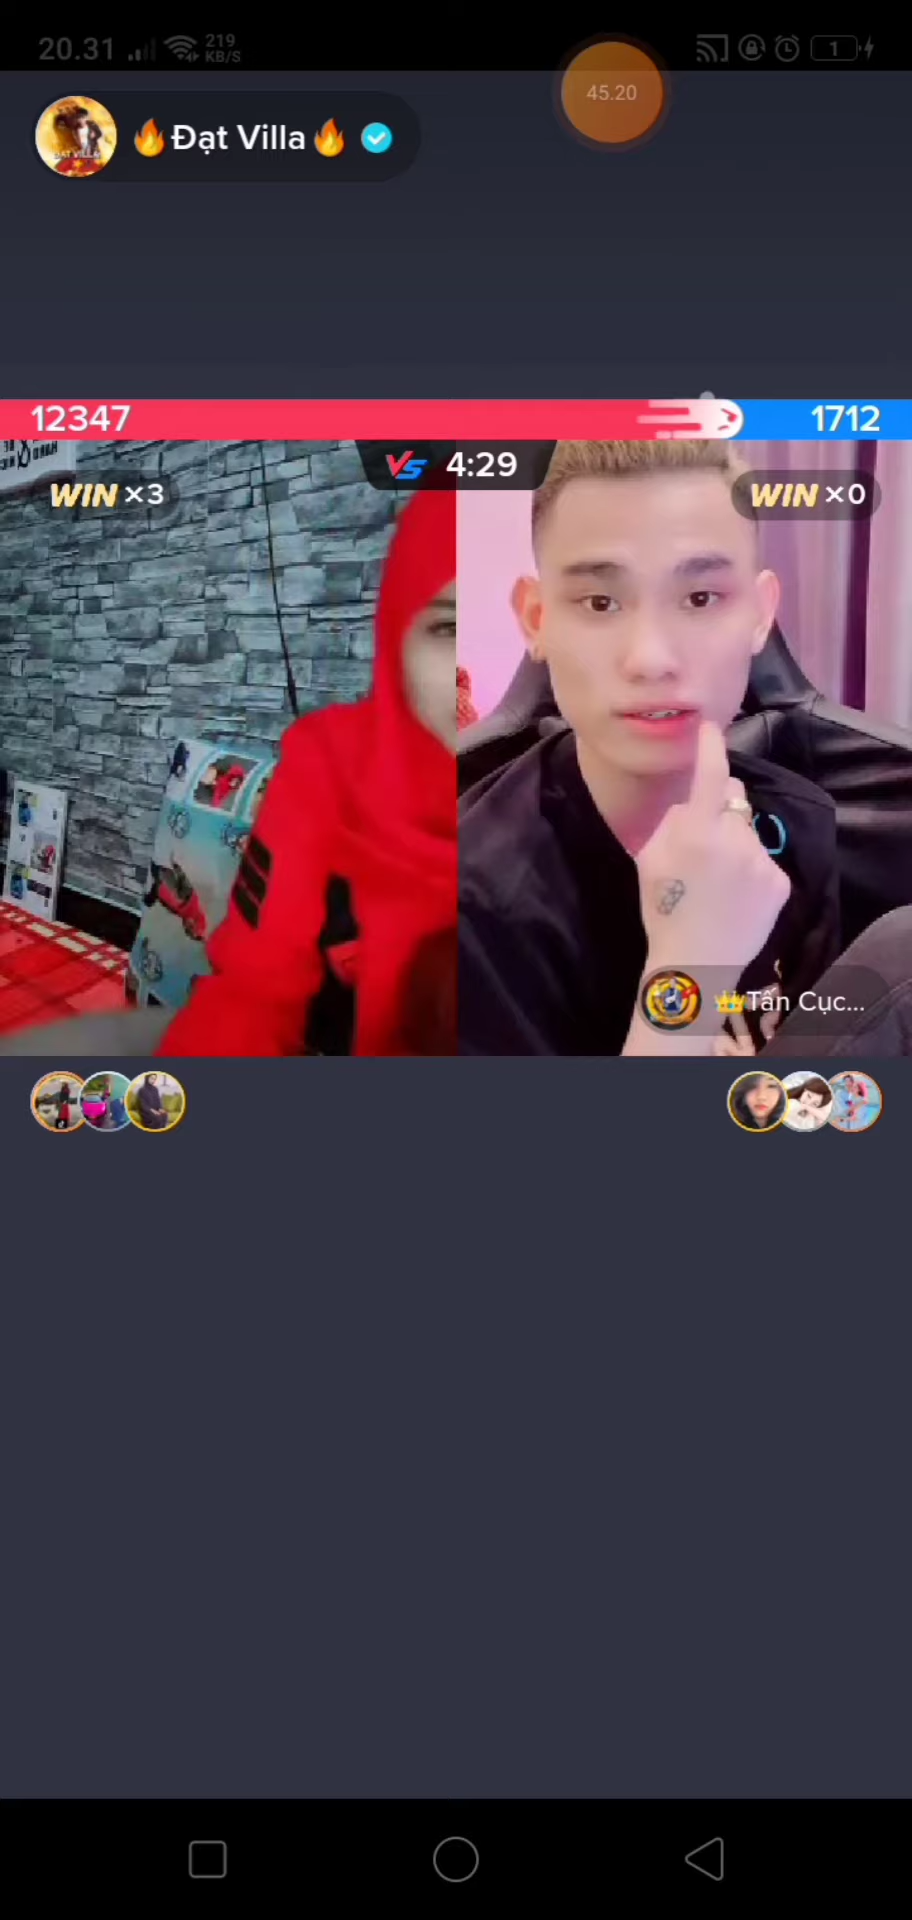 20.31
219
KB/S
1
45.20
🔥Đạt Villa🔥
12347
1712
VS 4:29
WIN ×3
WIN ×0
👑Tấn Cục...